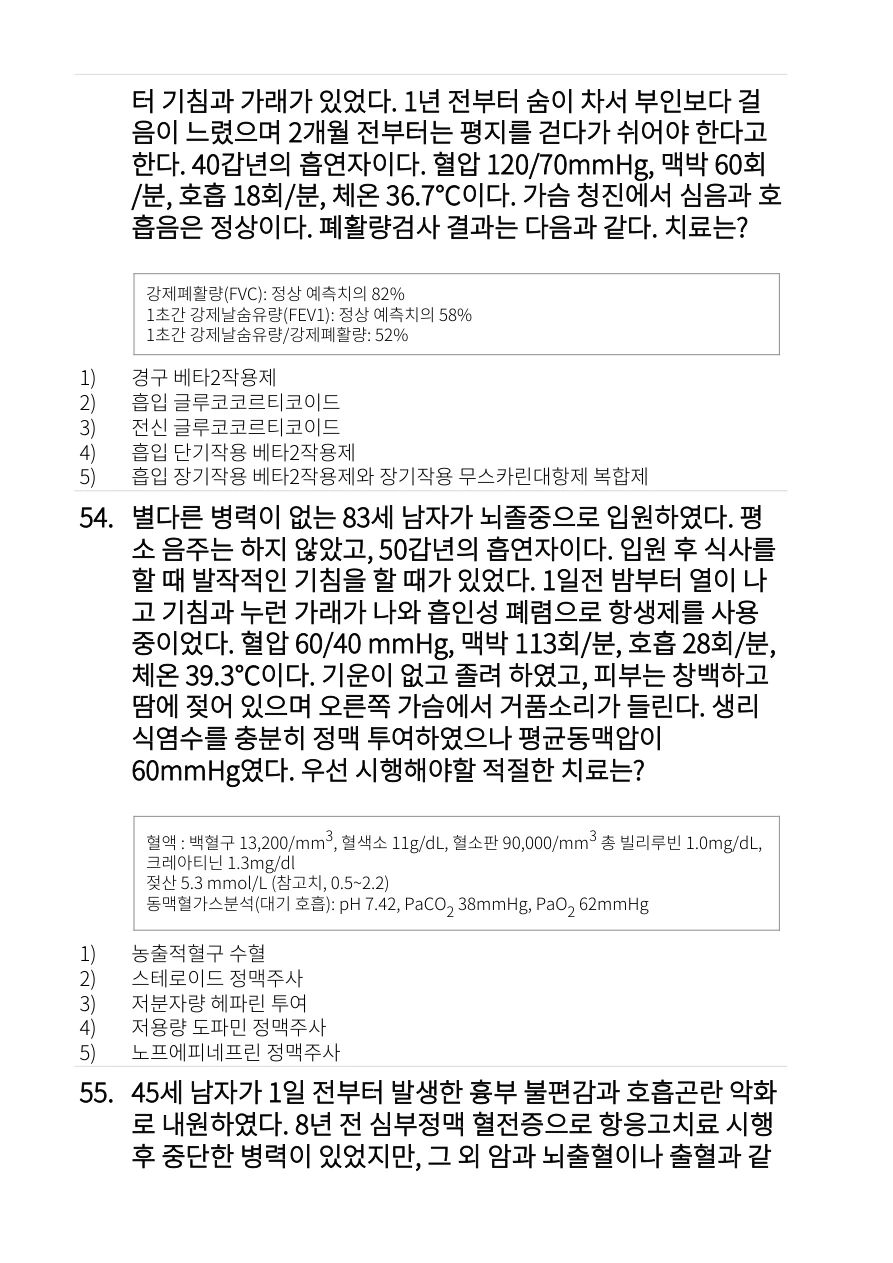 터 기침과 가래가 있었다. 1년 전부터 숨이 차서 부인보다 걸
음이 느렸으며 2개월 전부터는 평지를 걷다가 쉬어야 한다고
한다. 40갑년의 흡연자이다. 혈압 120/70mmHg, 맥박 60회
/분, 호흡 18회/분, 체온 36.7℃이다. 가슴 청진에서 심음과 호
흡음은 정상이다. 폐활량검사 결과는 다음과 같다. 치료는?
강제폐활량(FVC): 정상 예측치의 82%
1초간 강제날숨유량(FEV1): 정상 예측치의 58%
1초간 강제날숨유량/강제폐활량: 52%
1) 경구 베타2작용제
2) 흡입 글루코코르티코이드
3) 전신 글루코코르티코이드
4) 흡입 단기작용 베타2작용제
5) 흡입 장기작용 베타2작용제와 장기작용 무스카린대항제 복합제
54. 별다른 병력이 없는 83세 남자가 뇌졸중으로 입원하였다. 평
소 음주는 하지 않았고, 50갑년의 흡연자이다. 입원 후 식사를
할 때 발작적인 기침을 할 때가 있었다. 1일전 밤부터 열이 나
고 기침과 누런 가래가 나와 흡인성 폐렴으로 항생제를 사용
중이었다. 혈압 60/40 mmHg, 맥박 113회/분, 호흡 28회/분,
체온 39.3℃이다. 기운이 없고 졸려 하였고, 피부는 창백하고
땀에 젖어 있으며 오른쪽 가슴에서 거품소리가 들린다. 생리
식염수를 충분히 정맥 투여하였으나 평균동맥압이
60mmHg였다. 우선 시행해야할 적절한 치료는?
혈액 : 백혈구 13,200/mm³, 혈색소 11g/dL, 혈소판 90,000/mm³ 총 빌리루빈 1.0mg/dL,
크레아티닌 1.3mg/dl
젖산 5.3 mmol/L (참고치, 0.5~2.2)
동맥혈가스분석(대기 호흡): pH 7.42, PaCO₂ 38mmHg, PaO₂ 62mmHg
1) 농출적혈구 수혈
2) 스테로이드 정맥주사
3) 저분자량 헤파린 투여
4) 저용량 도파민 정맥주사
5) 노프에피네프린 정맥주사
55. 45세 남자가 1일 전부터 발생한 흉부 불편감과 호흡곤란 악화
로 내원하였다. 8년 전 심부정맥 혈전증으로 항응고치료 시행
후 중단한 병력이 있었지만, 그 외 암과 뇌출혈이나 출혈과 같